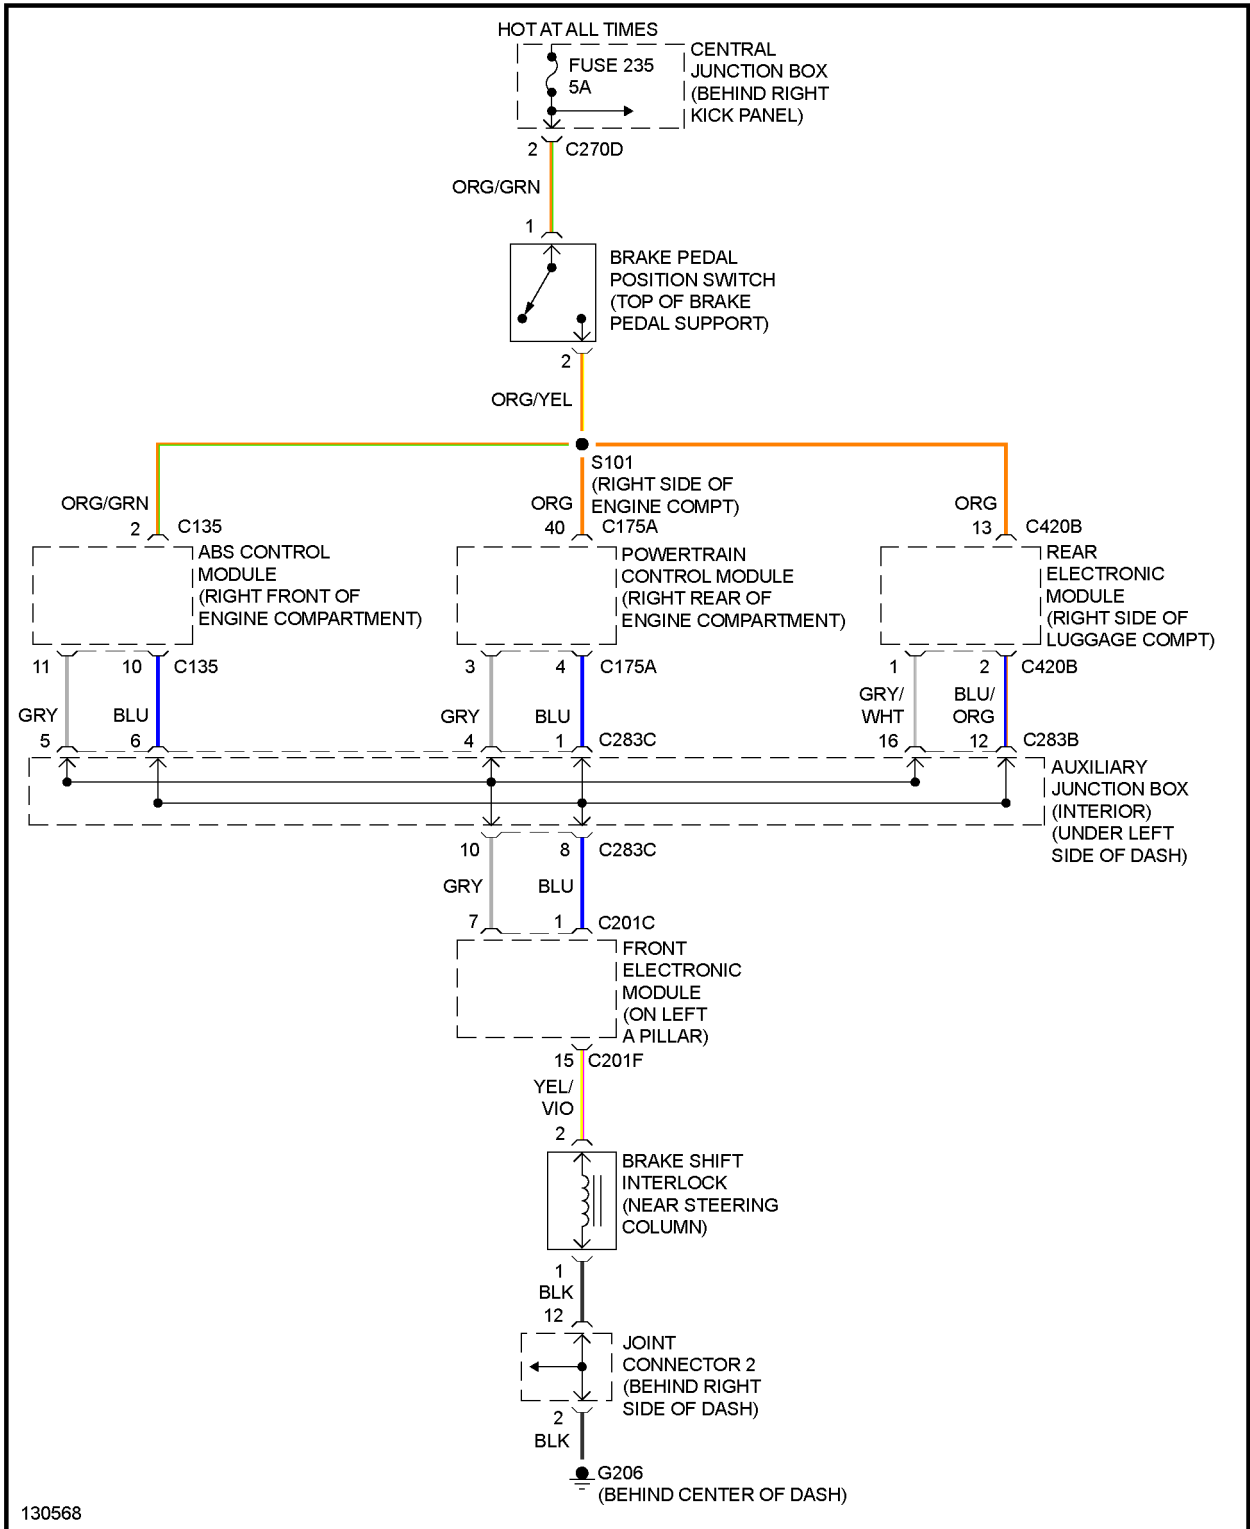 HOT AT ALL TIMES
FUSE 235
5A
CENTRAL
JUNCTION BOX
(BEHIND RIGHT
KICK PANEL)
2 C270D
ORG/GRN
1
BRAKE PEDAL
POSITION SWITCH
(TOP OF BRAKE
PEDAL SUPPORT)
2
ORG/YEL
S101
(RIGHT SIDE OF
ENGINE COMPT)
ORG/GRN
2 C135
ORG
40 C175A
ORG
13 C420B
ABS CONTROL
MODULE
(RIGHT FRONT OF
ENGINE COMPARTMENT)
POWERTRAIN
CONTROL MODULE
(RIGHT REAR OF
ENGINE COMPARTMENT)
REAR
ELECTRONIC
MODULE
(RIGHT SIDE OF
LUGGAGE COMPT)
11 10 C135
3 4 C175A
1 2 C420B
GRY BLU
GRY BLU
GRY/
WHT
BLU/
ORG
5 6
4 1 C283C
16 12 C283B
AUXILIARY
JUNCTION BOX
(INTERIOR)
(UNDER LEFT
SIDE OF DASH)
10 8 C283C
GRY BLU
7 1 C201C
FRONT
ELECTRONIC
MODULE
(ON LEFT
A PILLAR)
15 C201F
YEL/
VIO
2
BRAKE SHIFT
INTERLOCK
(NEAR STEERING
COLUMN)
1
BLK
12
JOINT
CONNECTOR 2
(BEHIND RIGHT
SIDE OF DASH)
2
BLK
G206
(BEHIND CENTER OF DASH)
130568